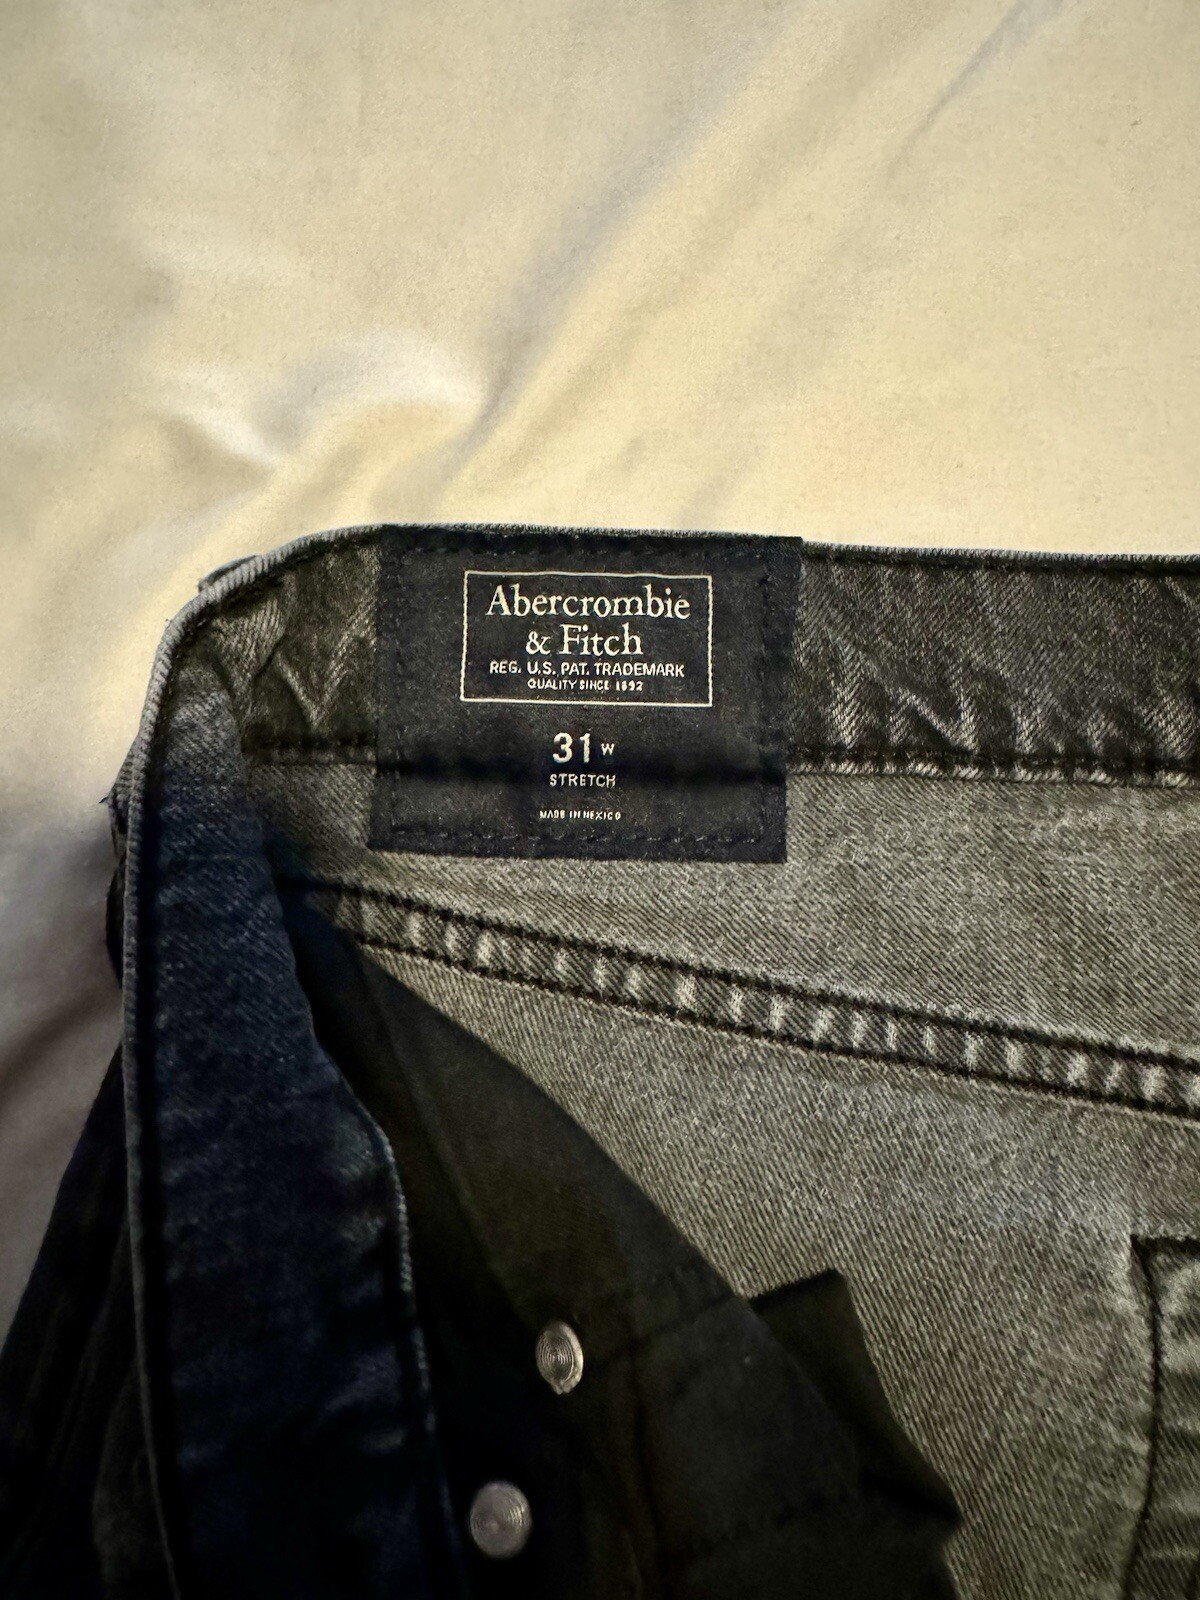 Abercrombie
& Fitch
REG. U.S. PAT. TRADEMARK
QUALITY SINCE 1892
31 W
STRETCH
MADE IN MEXICO